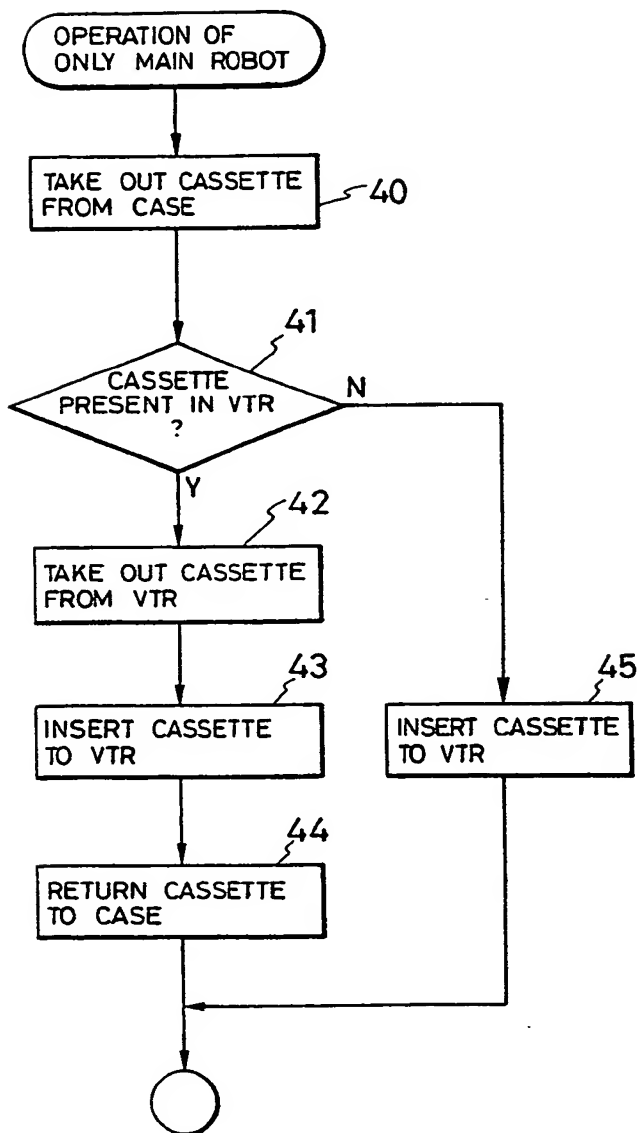 OPERATION OF
ONLY MAIN ROBOT
TAKE OUT CASSETTE
FROM CASE
40
41
CASSETTE
PRESENT IN VTR
?
N
Y
42
TAKE OUT CASSETTE
FROM VTR
43
INSERT CASSETTE
TO VTR
45
INSERT CASSETTE
TO VTR
44
RETURN CASSETTE
TO CASE